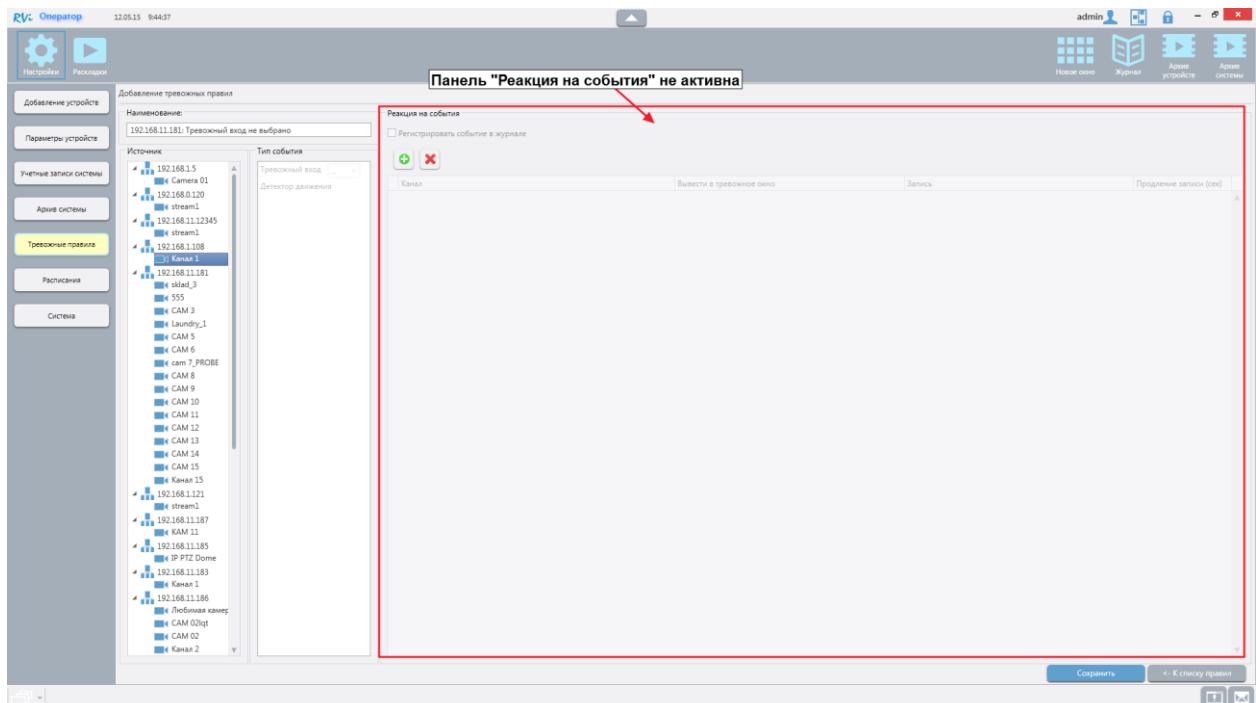 RVi Оператор 12.05.15 9:44:37 admin
Настройки Раскладки Новое окно Журнал Архив устройств Архив системы
Панель "Реакция на события" не активна
Добавление устройств
Параметры устройств
Учетные записи системы
Архив системы
Тревожные правила
Расписания
Система
Добавление тревожных правил
Наименование:
192.168.11.181: Тревожный вход не выбрано
Источник
192.168.1.5
Camera 01
192.168.0.120
stream1
192.168.11.12345
stream1
192.168.1.108
Канал 1
192.168.11.181
sklad_3
555
CAM 3
Laundry_1
CAM 5
CAM 6
cam 7_PROBE
CAM 8
CAM 9
CAM 10
CAM 11
CAM 12
CAM 13
CAM 14
CAM 15
Канал 15
192.168.1.121
stream1
192.168.11.187
KAM 11
192.168.11.185
IP PTZ Dome
192.168.11.183
Канал 1
192.168.11.186
Любимая камер
CAM 02lqt
CAM 02
Канал 2
Тип события
Тревожный вход
Детектор движения
Реакция на события
Регистрировать событие в журнале
Канал Вывести в тревожное окно Запись Продление записи (сек)
Сохранить <- К списку правил